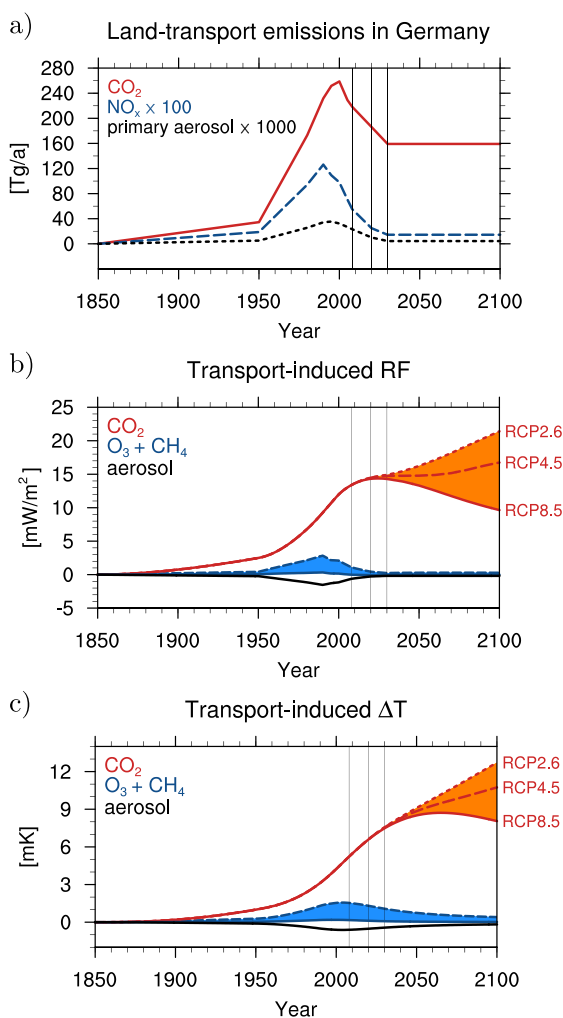 a)
Land-transport emissions in Germany
280
240
200
160
120
80
40
0
[Tg/a]
CO₂
NOₓ × 100
primary aerosol × 1000
1850 1900 1950 2000 2050 2100
Year
b)
Transport-induced RF
25
20
15
10
5
0
-5
[mW/m²]
CO₂
O₃ + CH₄
aerosol
RCP2.6
RCP4.5
RCP8.5
1850 1900 1950 2000 2050 2100
Year
c)
Transport-induced ΔT
12
9
6
3
0
[mK]
CO₂
O₃ + CH₄
aerosol
RCP2.6
RCP4.5
RCP8.5
1850 1900 1950 2000 2050 2100
Year